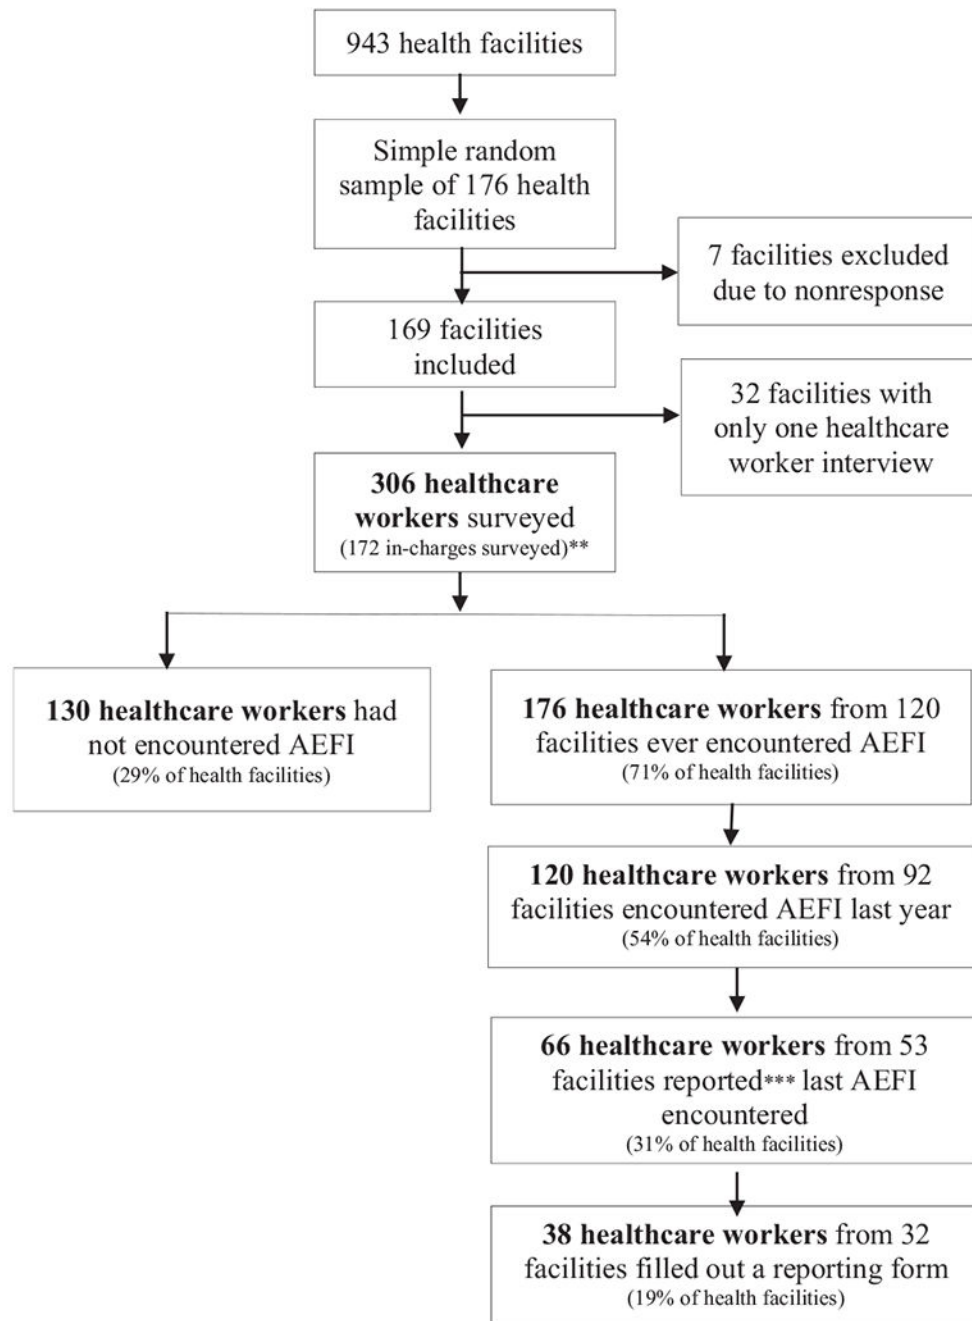 943 health facilities
Simple random
sample of 176 health
facilities
7 facilities excluded
due to nonresponse
169 facilities
included
32 facilities with
only one healthcare
worker interview
306 healthcare
workers surveyed
(172 in-charges surveyed)**
130 healthcare workers had
not encountered AEFI
(29% of health facilities)
176 healthcare workers from 120
facilities ever encountered AEFI
(71% of health facilities)
120 healthcare workers from 92
facilities encountered AEFI last year
(54% of health facilities)
66 healthcare workers from 53
facilities reported*** last AEFI
encountered
(31% of health facilities)
38 healthcare workers from 32
facilities filled out a reporting form
(19% of health facilities)